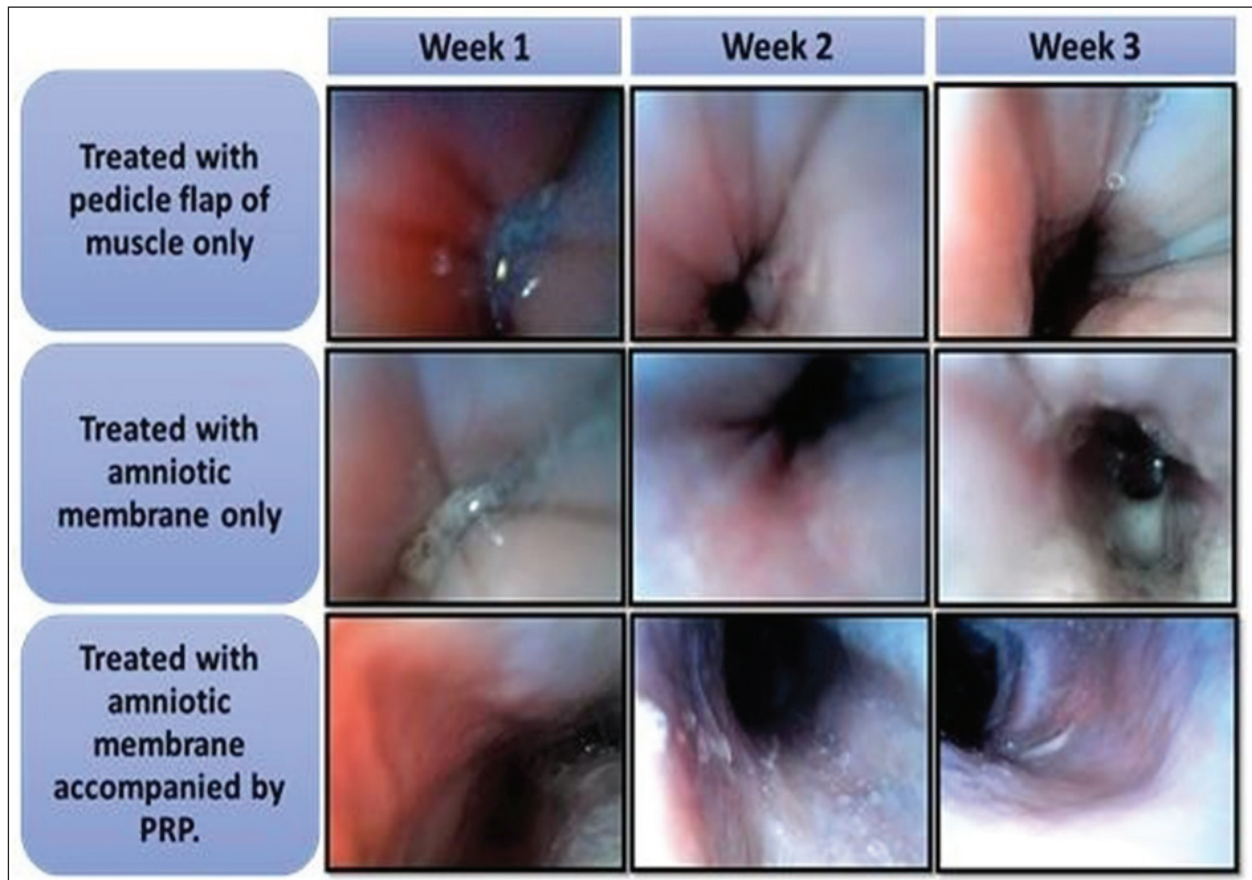 Week 1
Week 2
Week 3
Treated with
pedicle flap of
muscle only
Treated with
amniotic
membrane only
Treated with
amniotic
membrane
accompanied by
PRP.